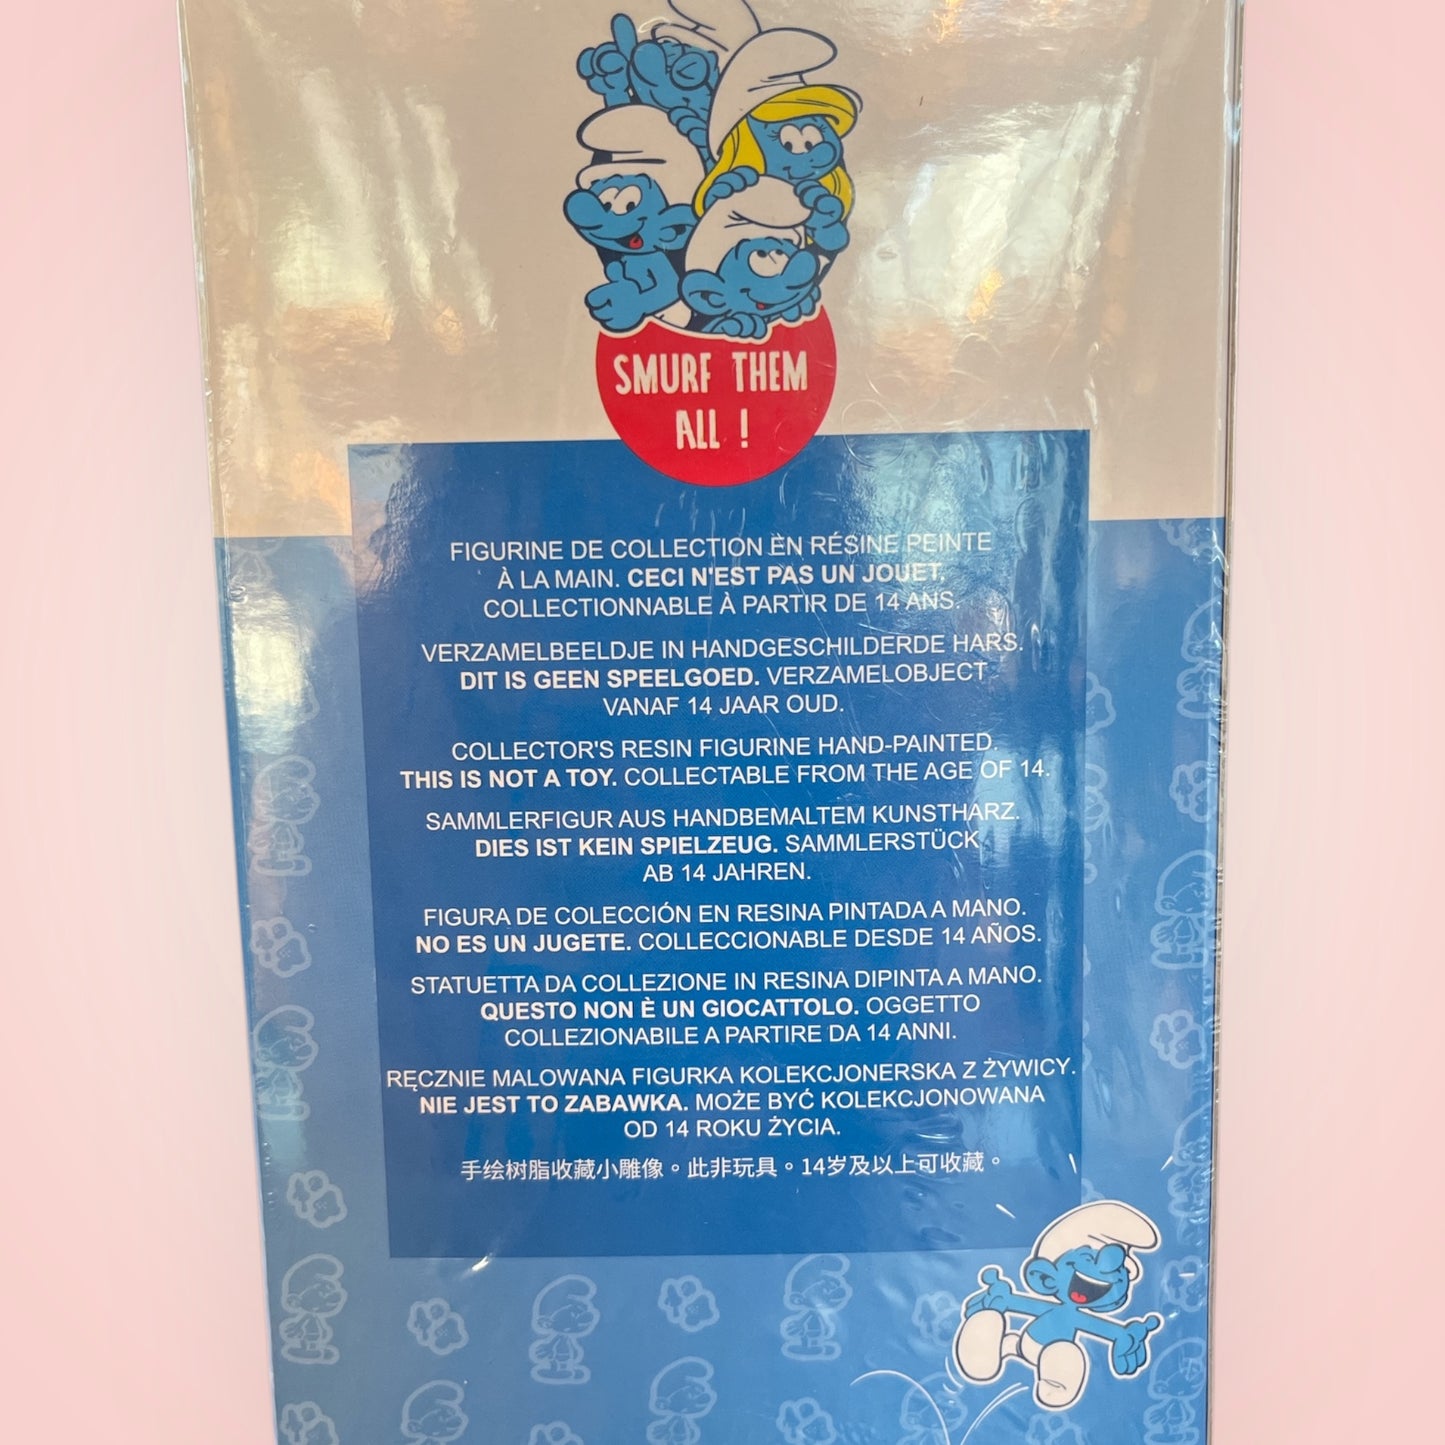 SMURF THEM
ALL !
FIGURINE DE COLLECTION EN RÉSINE PEINTE
À LA MAIN. CECI N'EST PAS UN JOUET.
COLLECTIONNABLE À PARTIR DE 14 ANS.
VERZAMELBEELDJE IN HANDGESCHILDERDE HARS.
DIT IS GEEN SPEELGOED. VERZAMELOBJECT
VANAF 14 JAAR OUD.
COLLECTOR'S RESIN FIGURINE HAND-PAINTED.
THIS IS NOT A TOY. COLLECTABLE FROM THE AGE OF 14.
SAMMLERFIGUR AUS HANDBEMALTEM KUNSTHARZ.
DIES IST KEIN SPIELZEUG. SAMMLERSTÜCK
AB 14 JAHREN.
FIGURA DE COLECCIÓN EN RESINA PINTADA A MANO.
NO ES UN JUGETE. COLLECCIONABLE DESDE 14 AÑOS.
STATUETTA DA COLLEZIONE IN RESINA DIPINTA A MANO.
QUESTO NON È UN GIOCATTOLO. OGGETTO
COLLEZIONABILE A PARTIRE DA 14 ANNI.
RĘCZNIE MALOWANA FIGURKA KOLEKCJONERSKA Z ŻYWICY.
NIE JEST TO ZABAWKA. MOŻE BYĆ KOLEKCJONOWANA
OD 14 ROKU ŻYCIA.
手绘树脂收藏小雕像。此非玩具。14岁及以上可收藏。